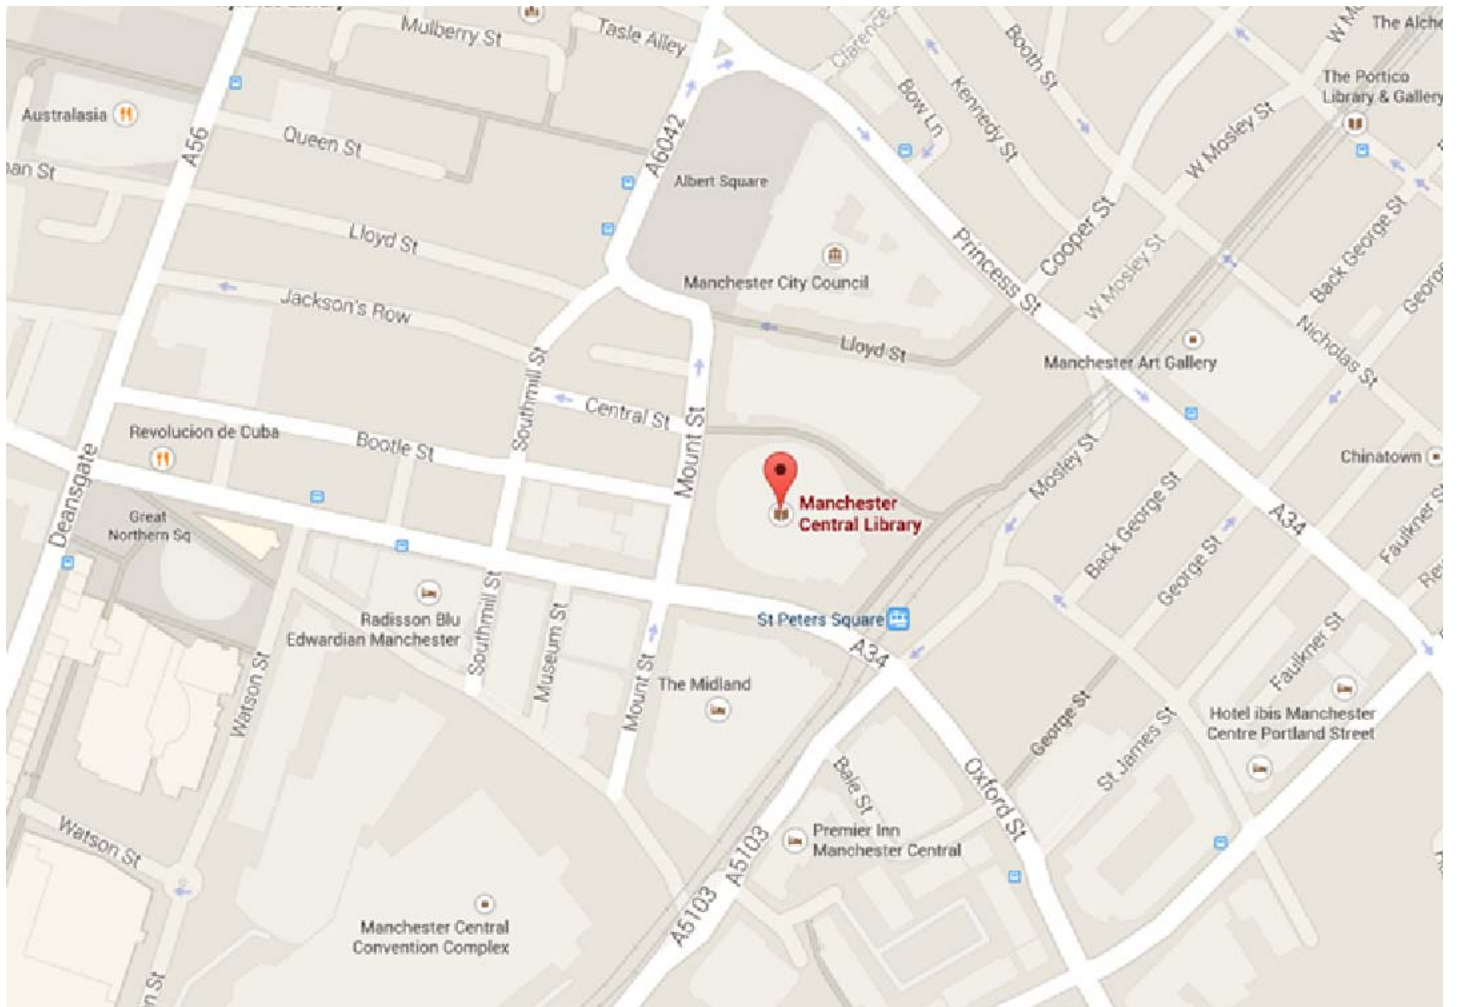 Mulberry St
Tasle Alley
Booth St
The Alche
The Portico
Library & Gallery
Australasia
A56
Queen St
A6042
Bow Ln
Kennedy St
W Mosley St
Albert Square
Lloyd St
Cooper St
Princess St
W Mosley St
Back George St
Manchester City Council
Jackson's Row
Lloyd St
Nicholas St
Manchester Art Gallery
Southmill St
Central St
Mount St
Revolucion de Cuba
Bootle St
Chinatown
Mosley St
Deansgate
Great
Northern Sq
Manchester
Central Library
Back George St
George St
A34
Faulkner St
Radisson Blu
Edwardian Manchester
Southmill St
Museum St
St Peters Square
A34
Watson St
Mount St
The Midland
Faulkner St
Hotel ibis Manchester
Centre Portland Street
George St
St James St
Bale St
Oxford St
Watson St
Premier Inn
Manchester Central
A5103
A5103
Manchester Central
Convention Complex